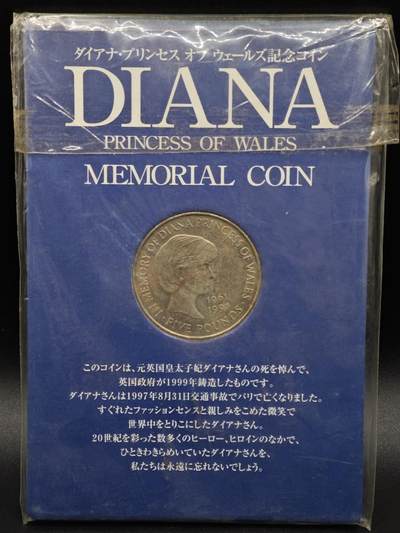 ダイアナ・プリンセス オブ ウェールズ記念コイン
DIANA
PRINCESS OF WALES
MEMORIAL COIN
IN MEMORY OF DIANA PRINCESS OF WALES
1961
FIVE POUNDS
このコインは、元英国皇太子妃ダイアナさんの死を悼んで、
英国政府が1999年鋳造したものです。
ダイアナさんは1997年8月31日交通事故でパリで亡くなりました。
すぐれたファッションセンスと親しみをこめた微笑で
世界中をとりこにしたダイアナさん。
20世紀を彩った数多くのヒーロー、ヒロインのなかで、
ひときわきらめいていたダイアナさんを、
私たちは永遠に忘れないでしょう。